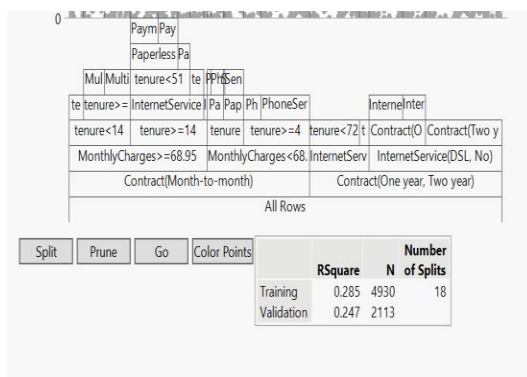 0
Paym Pay
Paperless Pa
Mul Multi tenure<51 te Sen
te tenure>= InternetService Pa Pap Ph PhoneSer Interne Inter
tenure<14 tenure>=14 tenure tenure>=4 tenure<72 t Contract(O Contract(Two y
MonthlyCharges>=68.95 MonthlyCharges<68. InternetServ InternetService(DSL, No)
Contract(Month-to-month) Contract(One year, Two year)
All Rows
Split Prune Go Color Points
Number
RSquare N of Splits
Training 0.285 4930 18
Validation 0.247 2113